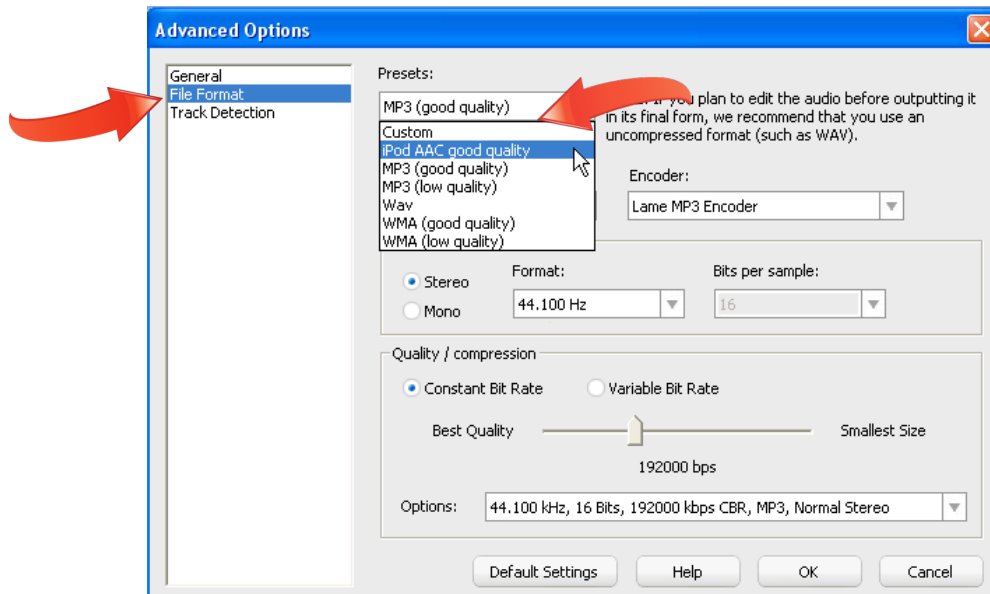 Advanced Options
General
File Format
Track Detection
Presets:
MP3 (good quality)
Custom
iPod AAC good quality
MP3 (good quality)
MP3 (low quality)
Wav
WMA (good quality)
WMA (low quality)
If you plan to edit the audio before outputting it
in its final form, we recommend that you use an
uncompressed format (such as WAV).
Encoder:
Lame MP3 Encoder
Stereo
Mono
Format:
44.100 Hz
Bits per sample:
16
Quality / compression
Constant Bit Rate
Variable Bit Rate
Best Quality
Smallest Size
192000 bps
Options:
44.100 kHz, 16 Bits, 192000 kbps CBR, MP3, Normal Stereo
Default Settings
Help
OK
Cancel